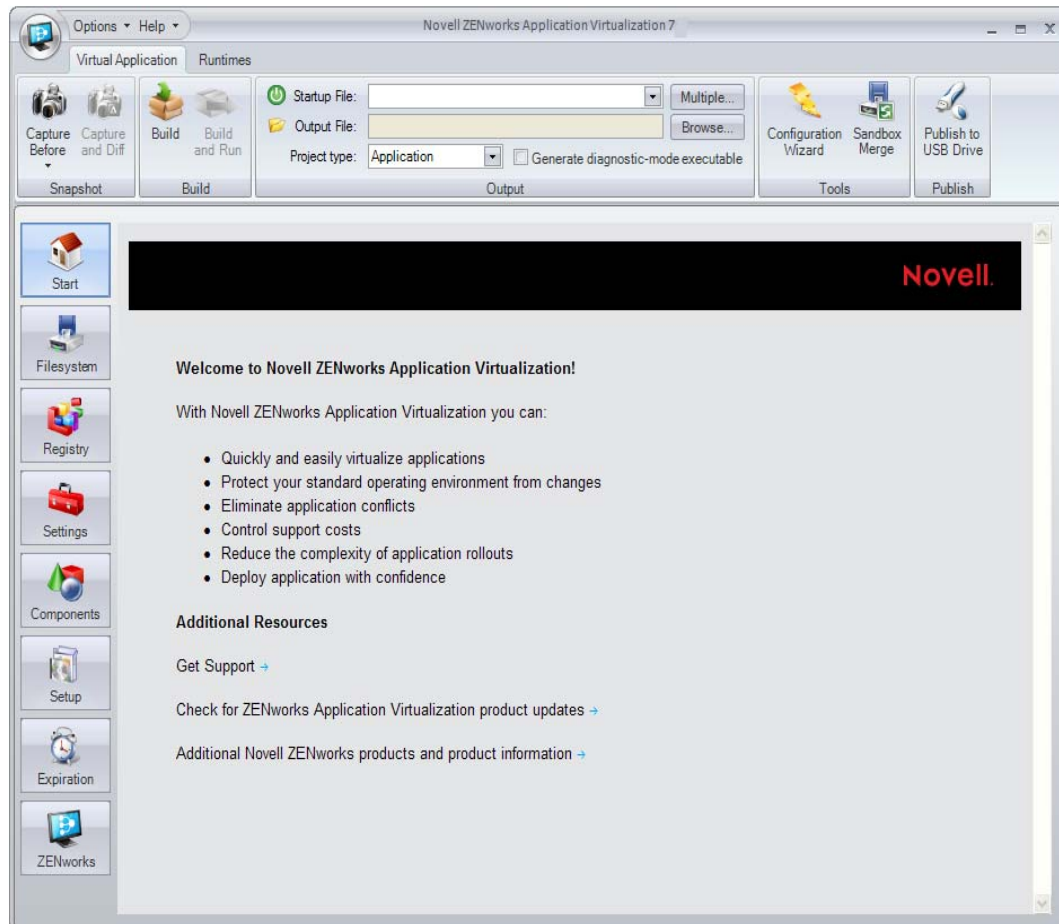 Options Help
Novell ZENworks Application Virtualization 7
Virtual Application Runtimes
Capture Before
Capture and Diff
Snapshot
Build
Build and Run
Build
Startup File:
Multiple...
Output File:
Browse...
Project type: Application
Generate diagnostic-mode executable
Output
Configuration Wizard
Sandbox Merge
Tools
Publish to USB Drive
Publish
Start
Filesystem
Registry
Settings
Components
Setup
Expiration
ZENworks
Novell.
Welcome to Novell ZENworks Application Virtualization!
With Novell ZENworks Application Virtualization you can:
• Quickly and easily virtualize applications
• Protect your standard operating environment from changes
• Eliminate application conflicts
• Control support costs
• Reduce the complexity of application rollouts
• Deploy application with confidence
Additional Resources
Get Support →
Check for ZENworks Application Virtualization product updates →
Additional Novell ZENworks products and product information →